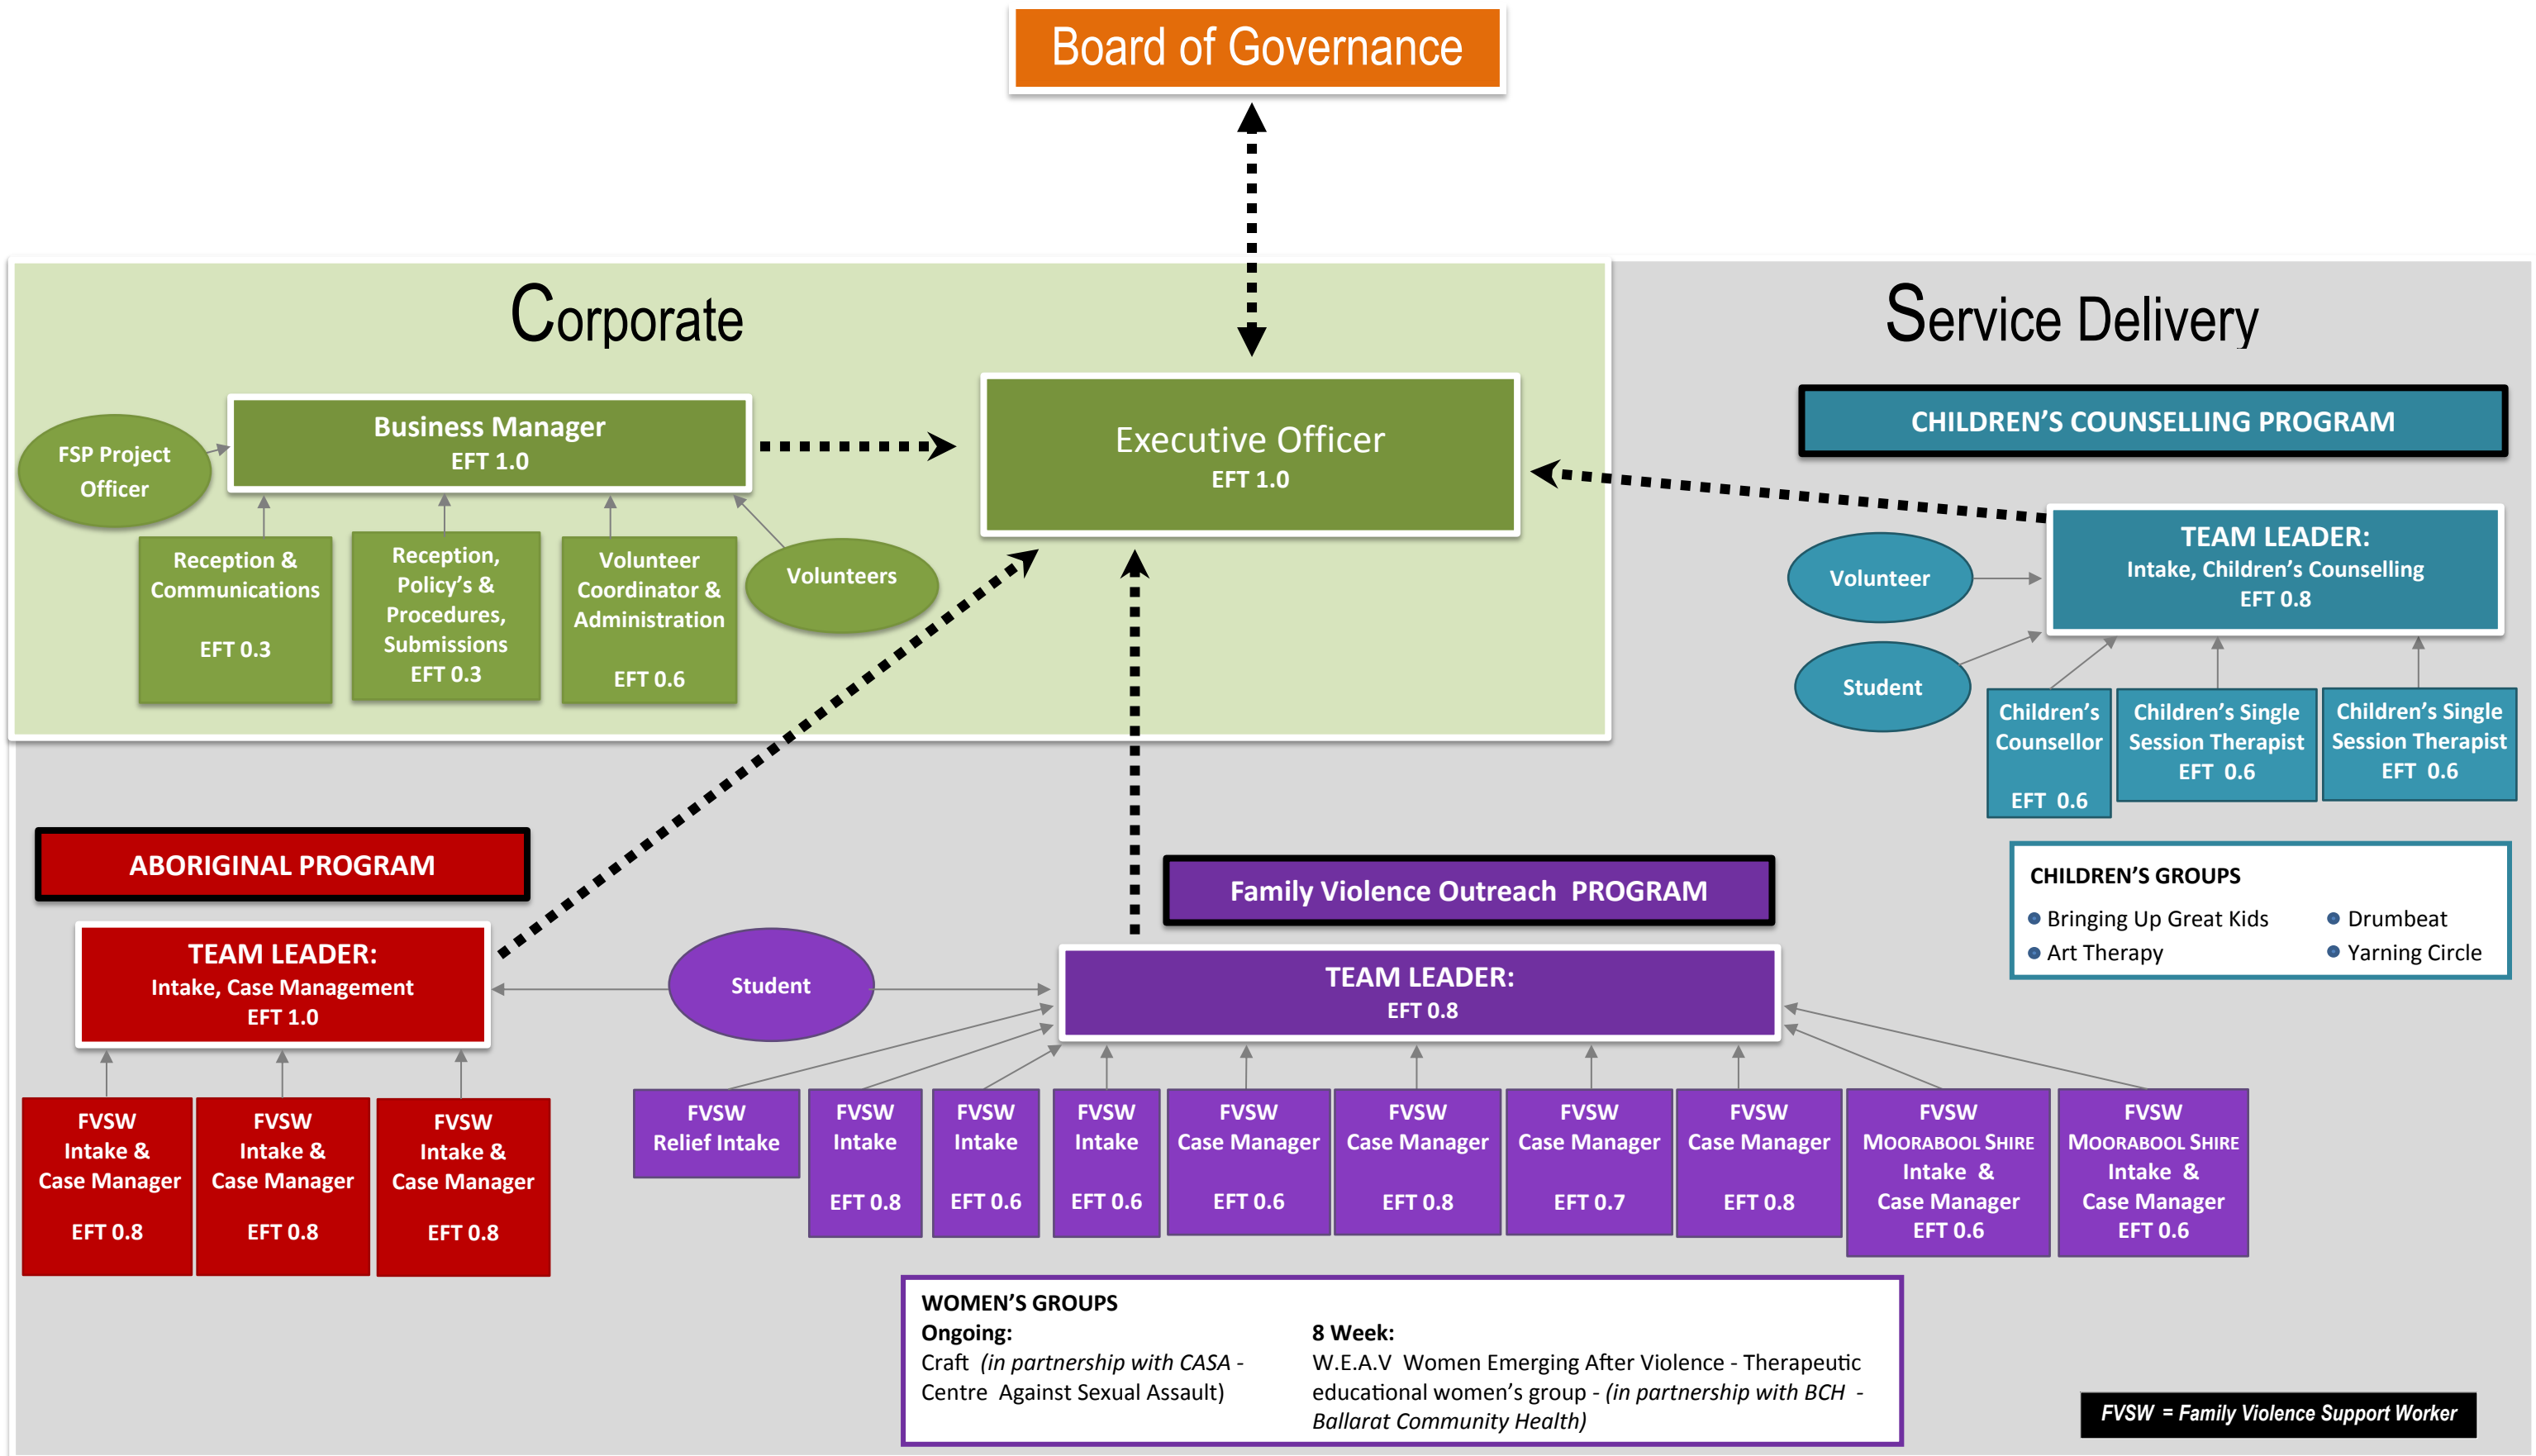 Board of Governance
Corporate
Service Delivery
FSP Project
Officer
Business Manager
EFT 1.0
Executive Officer
EFT 1.0
Reception &
Communications
EFT 0.3
Reception,
Policy's &
Procedures,
Submissions
EFT 0.3
Volunteer
Coordinator &
Administration
EFT 0.6
Volunteers
CHILDREN'S COUNSELLING PROGRAM
TEAM LEADER:
Intake, Children's Counselling
EFT 0.8
Volunteer
Student
Children's
Counsellor
EFT 0.6
Children's Single
Session Therapist
EFT 0.6
Children's Single
Session Therapist
EFT 0.6
CHILDREN'S GROUPS
Bringing Up Great Kids
Art Therapy
Drumbeat
Yarning Circle
ABORIGINAL PROGRAM
TEAM LEADER:
Intake, Case Management
EFT 1.0
FVSW
Intake &
Case Manager
EFT 0.8
FVSW
Intake &
Case Manager
EFT 0.8
FVSW
Intake &
Case Manager
EFT 0.8
Student
Family Violence Outreach PROGRAM
TEAM LEADER:
EFT 0.8
FVSW
Relief Intake
FVSW
Intake
EFT 0.8
FVSW
Intake
EFT 0.6
FVSW
Intake
EFT 0.6
FVSW
Case Manager
EFT 0.6
FVSW
Case Manager
EFT 0.8
FVSW
Case Manager
EFT 0.7
FVSW
Case Manager
EFT 0.8
FVSW
MOORABOOL SHIRE
Intake &
Case Manager
EFT 0.6
FVSW
MOORABOOL SHIRE
Intake &
Case Manager
EFT 0.6
WOMEN'S GROUPS
Ongoing:
Craft (in partnership with CASA -
Centre Against Sexual Assault)
8 Week:
W.E.A.V Women Emerging After Violence - Therapeutic
educational women's group - (in partnership with BCH -
Ballarat Community Health)
FVSW = Family Violence Support Worker